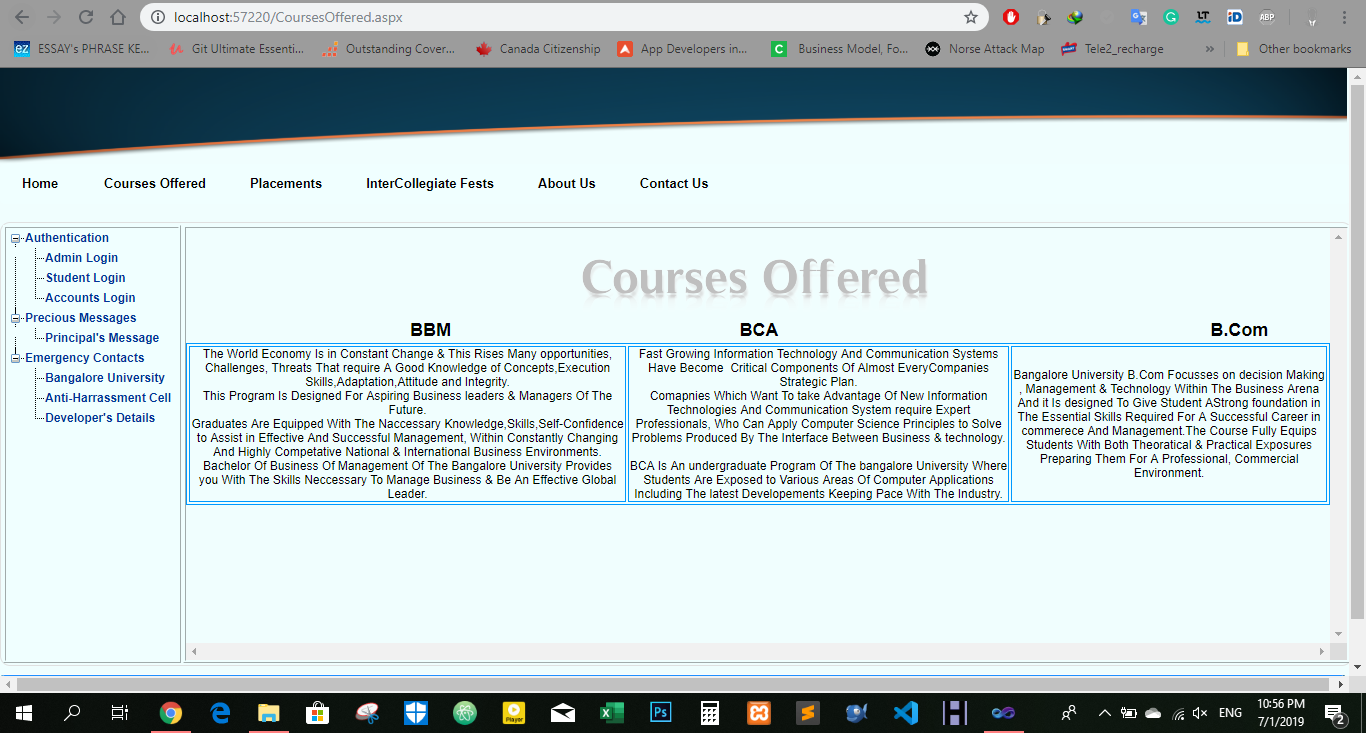 localhost:57220/CoursesOffered.aspx
ez ESSAY's PHRASE KE...
Git Ultimate Essenti...
Outstanding Cover...
Canada Citizenship
App Developers in...
C Business Model, Fo...
Norse Attack Map
Tele2_recharge
»
Other bookmarks
LT
iD
ABP
Home
Courses Offered
Placements
InterCollegiate Fests
About Us
Contact Us
Authentication
Admin Login
Student Login
Accounts Login
Precious Messages
Principal's Message
Emergency Contacts
Bangalore University
Anti-Harrassment Cell
Developer's Details
Courses Offered
BBM
The World Economy Is in Constant Change & This Rises Many opportunities,
Challenges, Threats That require A Good Knowledge of Concepts,Execution
Skills,Adaptation,Attitude and Integrity.
This Program Is Designed For Aspiring Business leaders & Managers Of The
Future.
Graduates Are Equipped With The Naccessary Knowledge,Skills,Self-Confidence
to Assist in Effective And Successful Management, Within Constantly Changing
And Highly Competative National & International Business Environments.
Bachelor Of Business Of Management Of The Bangalore University Provides
you With The Skills Neccessary To Manage Business & Be An Effective Global
Leader.
BCA
Fast Growing Information Technology And Communication Systems
Have Become Critical Components Of Almost EveryCompanies
Strategic Plan.
Comapnies Which Want To take Advantage Of New Information
Technologies And Communication System require Expert
Professionals, Who Can Apply Computer Science Principles to Solve
Problems Produced By The Interface Between Business & technology.
BCA Is An undergraduate Program Of The bangalore University Where
Students Are Exposed to Various Areas Of Computer Applications
Including The latest Developements Keeping Pace With The Industry.
B.Com
Bangalore University B.Com Focusses on decision Making
, Management & Technology Within The Business Arena
And it Is designed To Give Student AStrong foundation in
The Essential Skills Required For A Successful Career in
commerece And Management.The Course Fully Equips
Students With Both Theoratical & Practical Exposures
Preparing Them For A Professional, Commercial
Environment.
Player
Ps
ENG
10:56 PM
7/1/2019
2